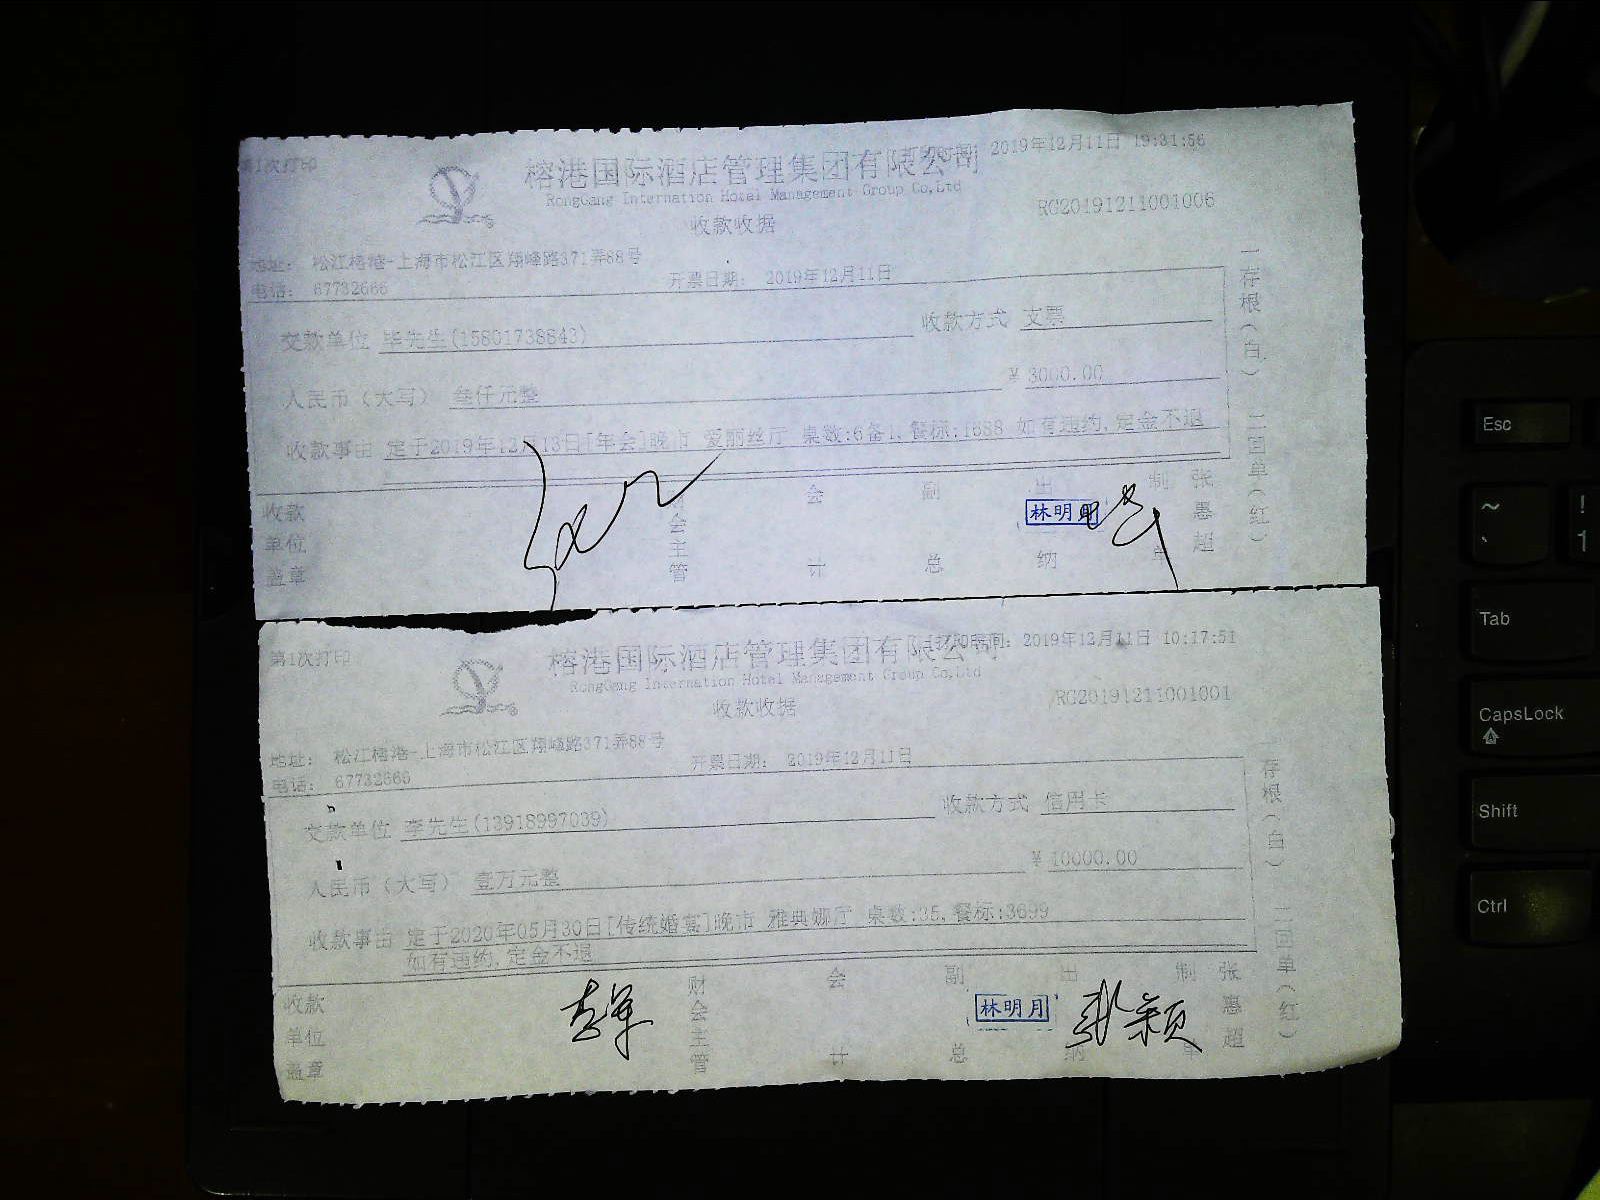 第1次打印
榕港国际酒店管理集团有限公司 2019年12月11日 19:31:56
RongGang Internation Hotel Management Group Co,Ltd
RG20191211001006
收款收据
地址: 松江榕港-上海市松江区翔峰路371弄88号
电话: 67732666
开票日期: 2019年12月11日
交款单位 毕先生(15801738843) 收款方式 支票
人民币(大写) 叁仟元整 ¥ 3000.00
收款事由 定于2019年12月13日[年会]晚市 爱丽丝厅 桌数:6备1,餐标:1688 如有违约,定金不退
收款单位盖章 财会主管 会计 副总 出纳 林明月 制单 张惠超
一存根(白) 二回单(红)
第1次打印
榕港国际酒店管理集团有限公司 打印时间: 2019年12月11日 10:17:51
RongGang Internation Hotel Management Group Co,Ltd
RG20191211001001
收款收据
地址: 松江榕港-上海市松江区翔峰路371弄88号
电话: 67732666
开票日期: 2019年12月11日
交款单位 李先生(13918997039) 收款方式 信用卡
人民币(大写) 壹万元整 ¥ 10000.00
收款事由 定于2020年05月30日[传统婚宴]晚市 雅典娜厅 桌数:35,餐标:3699
如有违约,定金不退
收款单位盖章 财会主管 会计 副总 出纳 林明月 制单 张惠超
张颖
存根(白) 二回单(红)
Esc
~
!
1
Tab
CapsLock
Shift
Ctrl